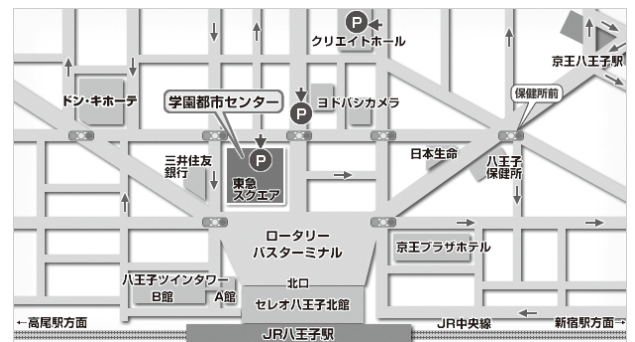 P
クリエイトホール
京王八王子駅
ドン・キホーテ
学園都市センター
ヨドバシカメラ
P
保健所前
P
三井住友
銀行
東急
スクエア
日本生命
八王子
保健所
ロータリー
バスターミナル
京王プラザホテル
八王子ツインタワー
B館
A館
北口
セレオ八王子北館
←高尾駅方面
JR八王子駅
JR中央線
新宿駅方面→